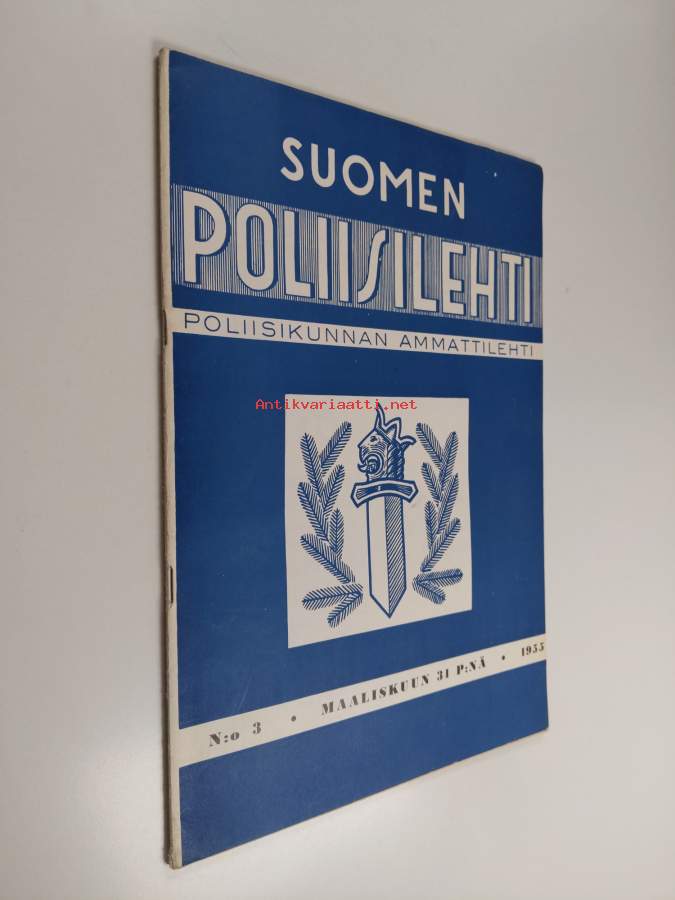 SUOMEN
POLIISILEHTI
POLIISIKUNNAN AMMATTILEHTI
Antikvariaatti.net
N:o 3 • MAALISKUUN 31 P:NÄ • 1955